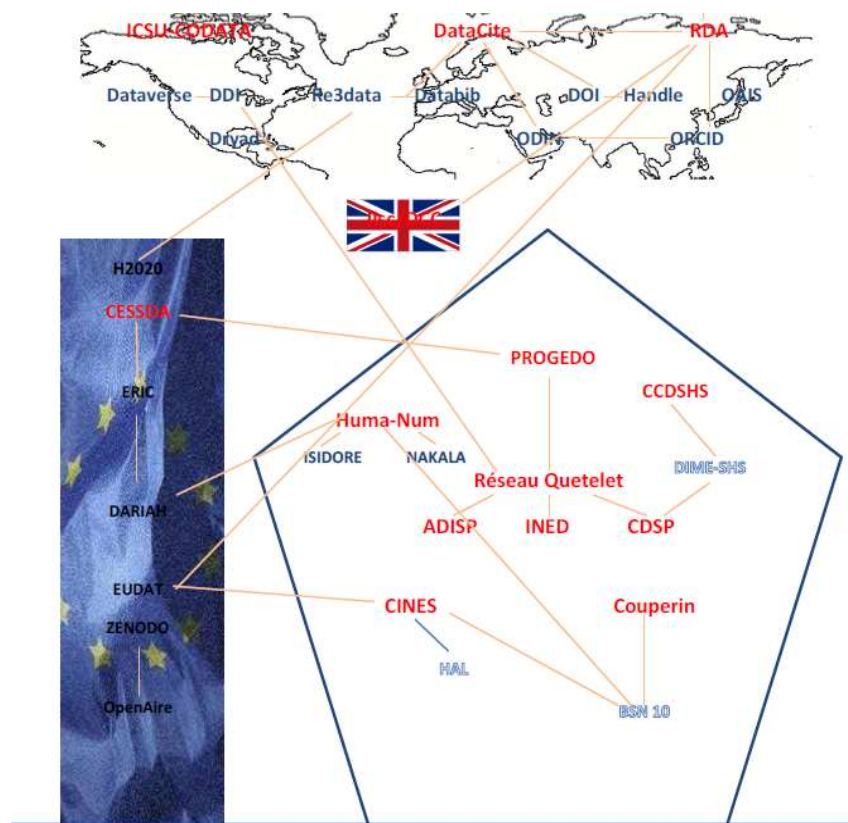 ICSU-CODATA DataCite RDA
Dataverse DDI Re3data Databib DOI Handle OAIS
Dryad ODIN ORCID
H2020
CESSDA
PROGEDO
ERIC
CCDSHS
Huma-Num
ISIDORE NAKALA
DIME-SHS
Réseau Quetelet
DARIAH
ADISP INED CDSP
EUDAT
CINES Couperin
ZENODO
HAL
OpenAire
BSN 10